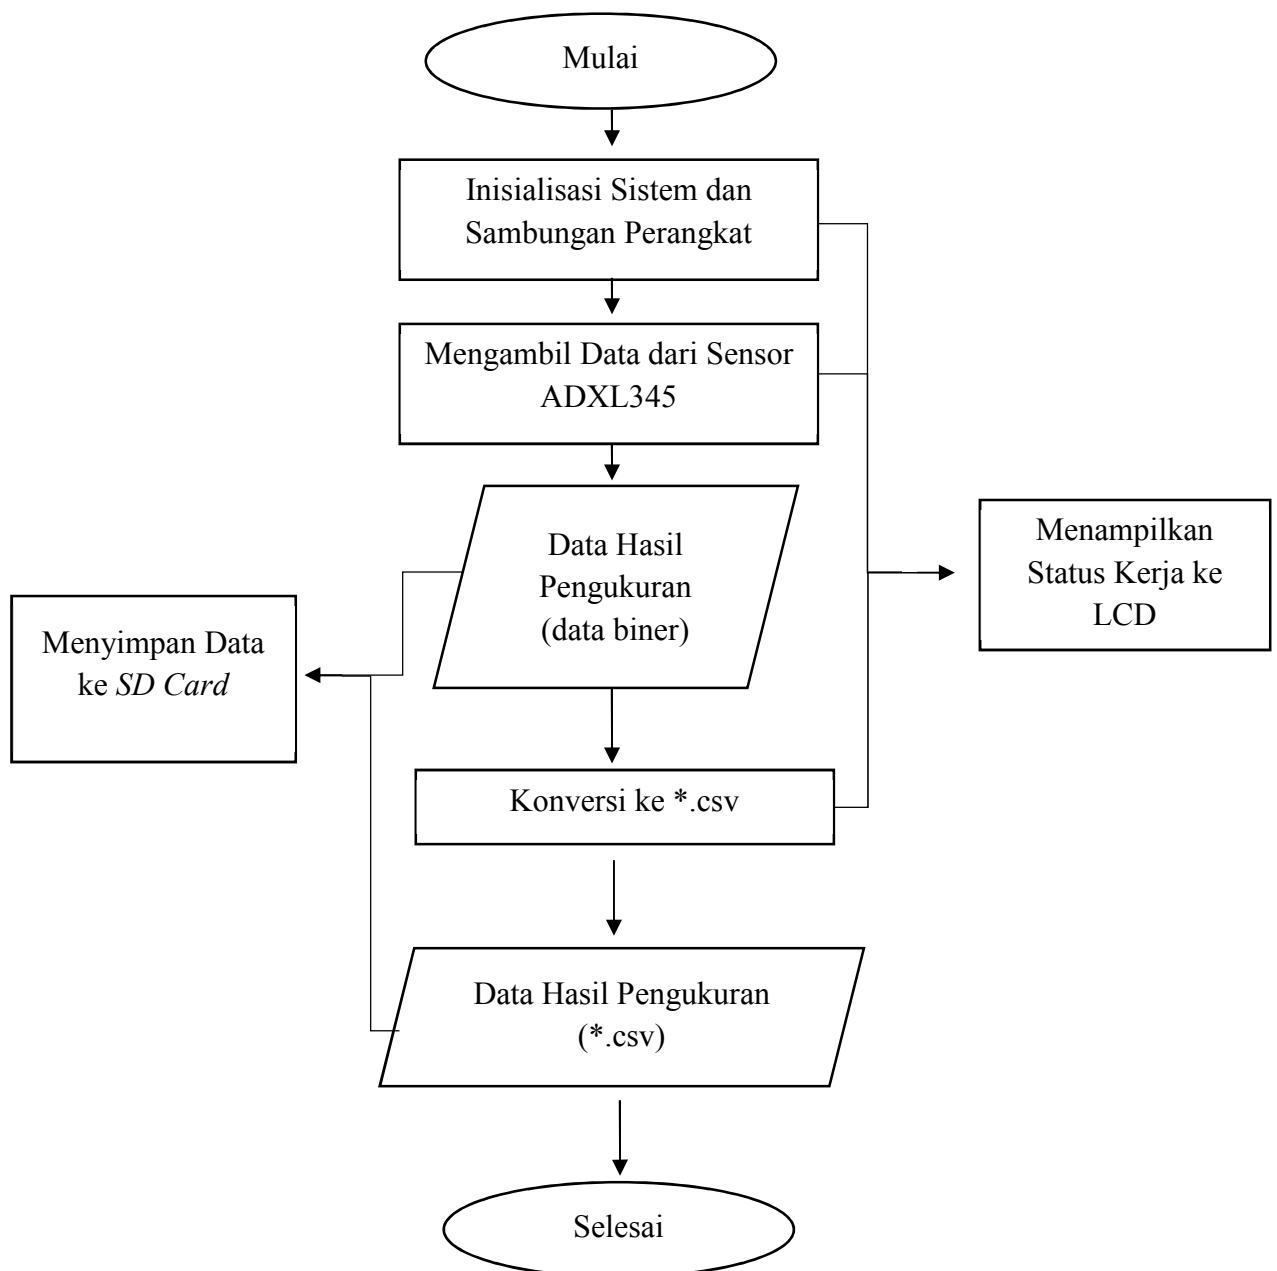 Mulai
Inisialisasi Sistem dan
Sambungan Perangkat
Mengambil Data dari Sensor
ADXL345
Data Hasil
Pengukuran
(data biner)
Menampilkan
Status Kerja ke
LCD
Menyimpan Data
ke SD Card
Konversi ke *.csv
Data Hasil Pengukuran
(*.csv)
Selesai